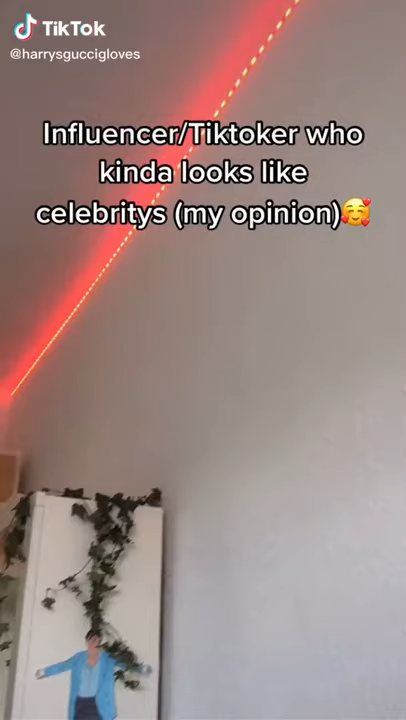 TikTok
@harrysguccigloves
Influencer/Tiktoker who
kinda looks like
celebritys (my opinion)🥰